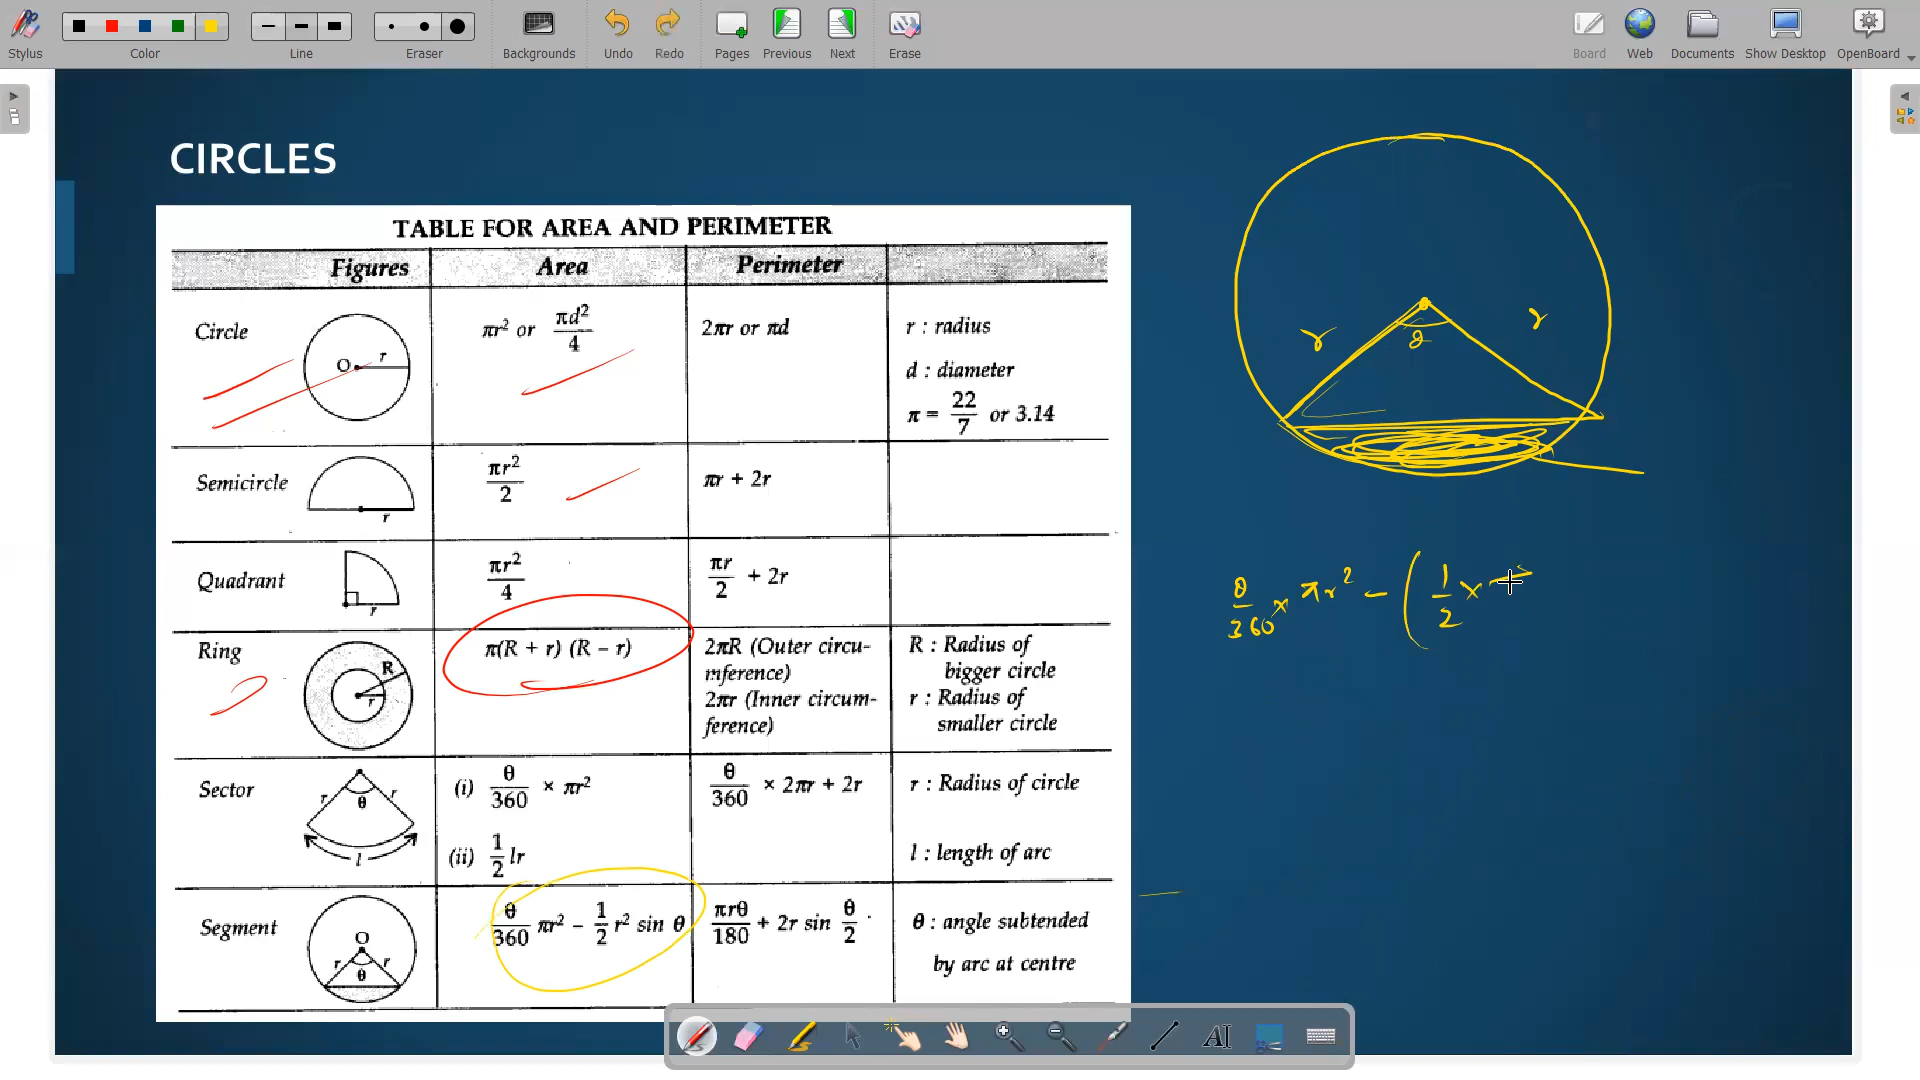 Stylus Color Line Eraser Backgrounds Undo Redo Pages Previous Next Erase Board Web Documents Show Desktop OpenBoard
CIRCLES
TABLE FOR AREA AND PERIMETER
Figures Area Perimeter
Circle O r πr² or πd²/4 2πr or πd r : radius
d : diameter
π = 22/7 or 3.14
Semicircle r πr²/2 πr + 2r
Quadrant r πr²/4 πr/2 + 2r
Ring R r π(R + r) (R – r) 2πR (Outer circu-
mference)
2πr (Inner circum-
ference)
R : Radius of
bigger circle
r : Radius of
smaller circle
Sector r θ r l (i) θ/360 × πr² θ/360 × 2πr + 2r r : Radius of circle
(ii) 1/2 lr l : length of arc
Segment O r θ r θ/360 πr² – 1/2 r² sin θ πrθ/180 + 2r sin θ/2 θ : angle subtended
by arc at centre
r r
θ/360 × πr² – ( 1/2 ×
AI